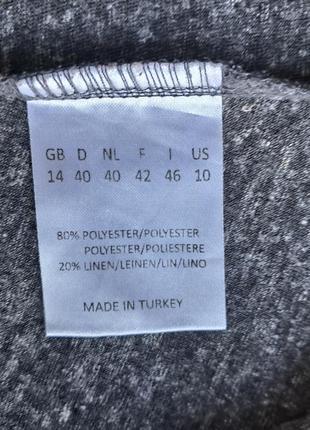 GB D NL F I US
14 40 40 42 46 10
80% POLYESTER/POLYESTER
POLYESTER/POLIESTERE
20% LINEN/LEINEN/LIN/LINO
MADE IN TURKEY